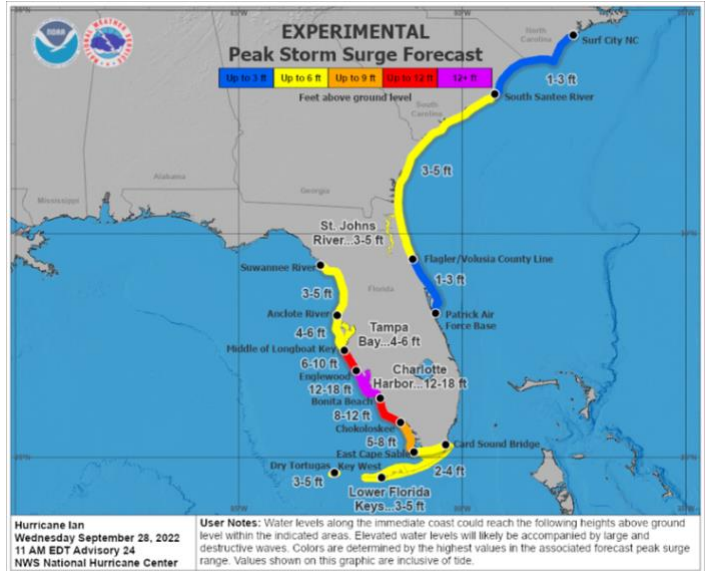 NOAA
NATIONAL WEATHER SERVICE
EXPERIMENTAL
Peak Storm Surge Forecast
Up to 3 ft Up to 6 ft Up to 9 ft Up to 12 ft 12+ ft
Feet above ground level
North
Carolina
Surf City NC
1-3 ft
South Santee River
South
Carolina
Alabama
Mississippi
Georgia
3-5 ft
St. Johns
River...3-5 ft
Suwannee River
Flagler/Volusia County Line
Florida
3-5 ft
1-3 ft
Anclote River
Patrick Air
Force Base
4-6 ft
Tampa
Bay...4-6 ft
Middle of Longboat Key
6-10 ft
Charlotte
Harbor...12-18 ft
Englewood
12-18 ft
Bonita Beach
8-12 ft
Chokoloskee
5-8 ft
Card Sound Bridge
East Cape Sable
Dry Tortugas
Key West
2-4 ft
3-5 ft
Lower Florida
Keys...3-5 ft
Hurricane Ian
Wednesday September 28, 2022
11 AM EDT Advisory 24
NWS National Hurricane Center
User Notes: Water levels along the immediate coast could reach the following heights above ground
level within the indicated areas. Elevated water levels will likely be accompanied by large and
destructive waves. Colors are determined by the highest values in the associated forecast peak surge
range. Values shown on this graphic are inclusive of tide.